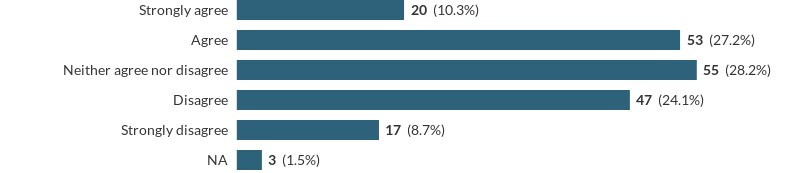 Strongly agree 20 (10.3%)
Agree 53 (27.2%)
Neither agree nor disagree 55 (28.2%)
Disagree 47 (24.1%)
Strongly disagree 17 (8.7%)
NA 3 (1.5%)